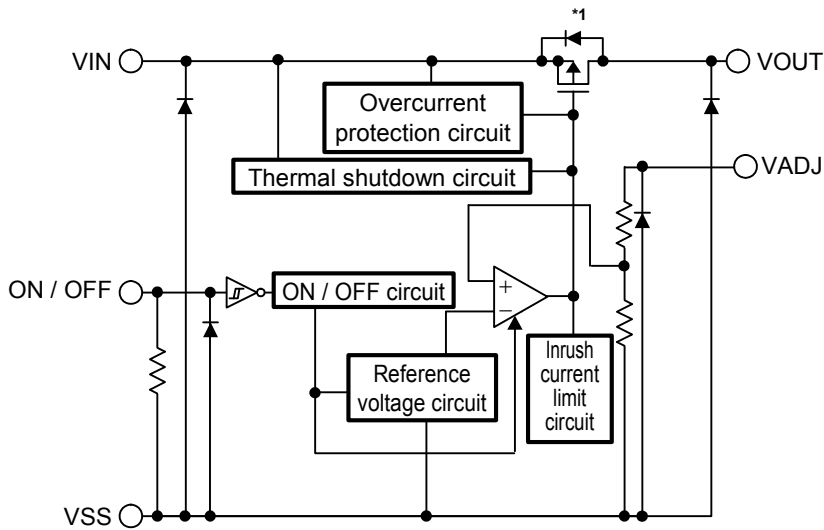 *1
VIN
VOUT
Overcurrent
protection circuit
VADJ
Thermal shutdown circuit
ON / OFF
ON / OFF circuit
+
−
Reference
voltage circuit
Inrush
current
limit
circuit
VSS